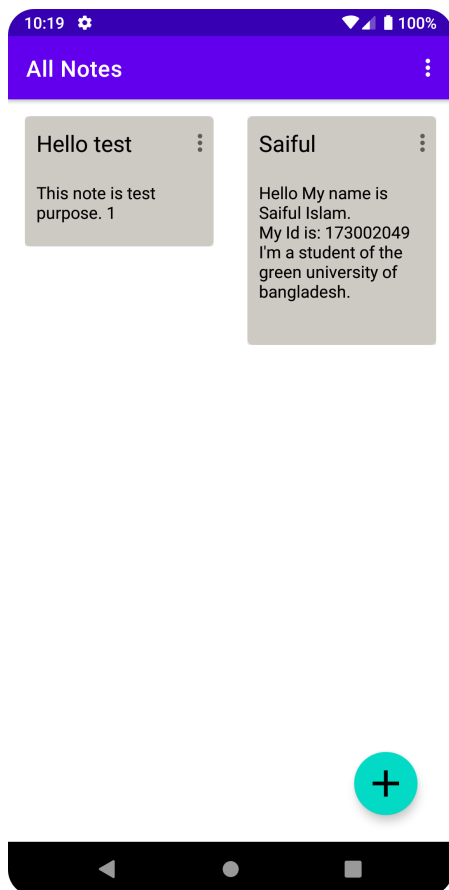 10:19
100%
All Notes
Hello test
This note is test
purpose. 1
Saiful
Hello My name is
Saiful Islam.
My Id is: 173002049
I'm a student of the
green university of
bangladesh.